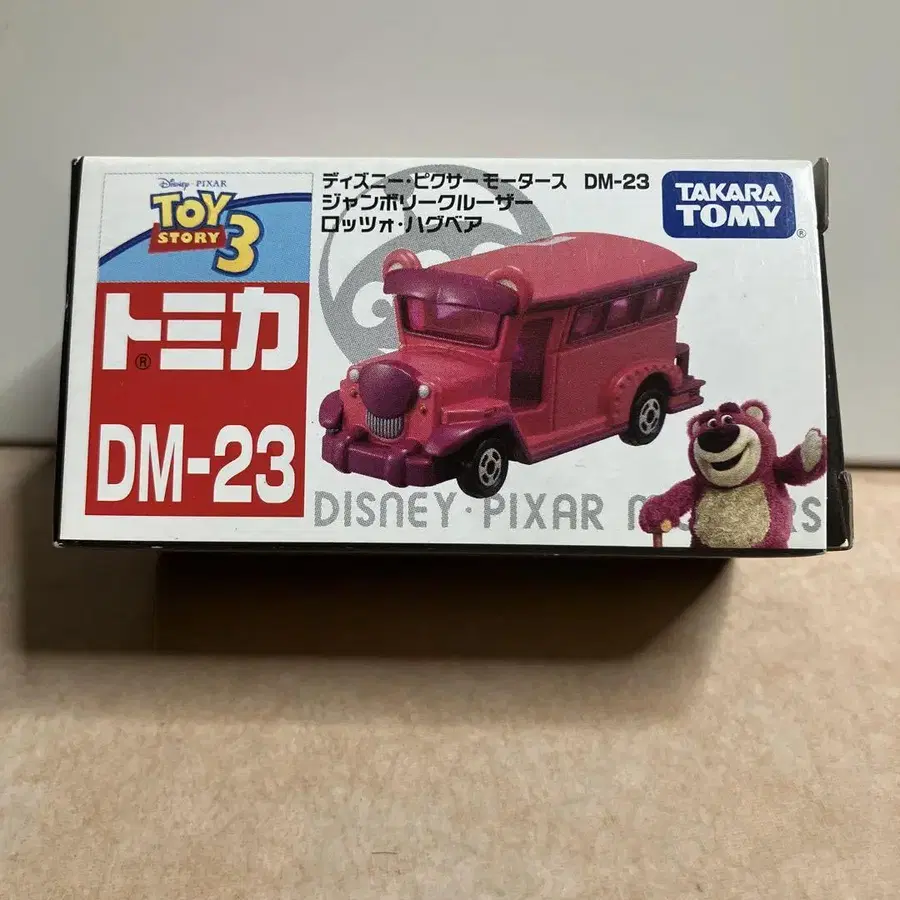 Disney · PIXAR
TOY
STORY 3
トミカ
®
DM-23
ディズニー・ピクサー モータース DM-23
ジャンボリークルーザー
ロッツォ・ハグベア
TAKARA
TOMY
®
DISNEY · PIXAR